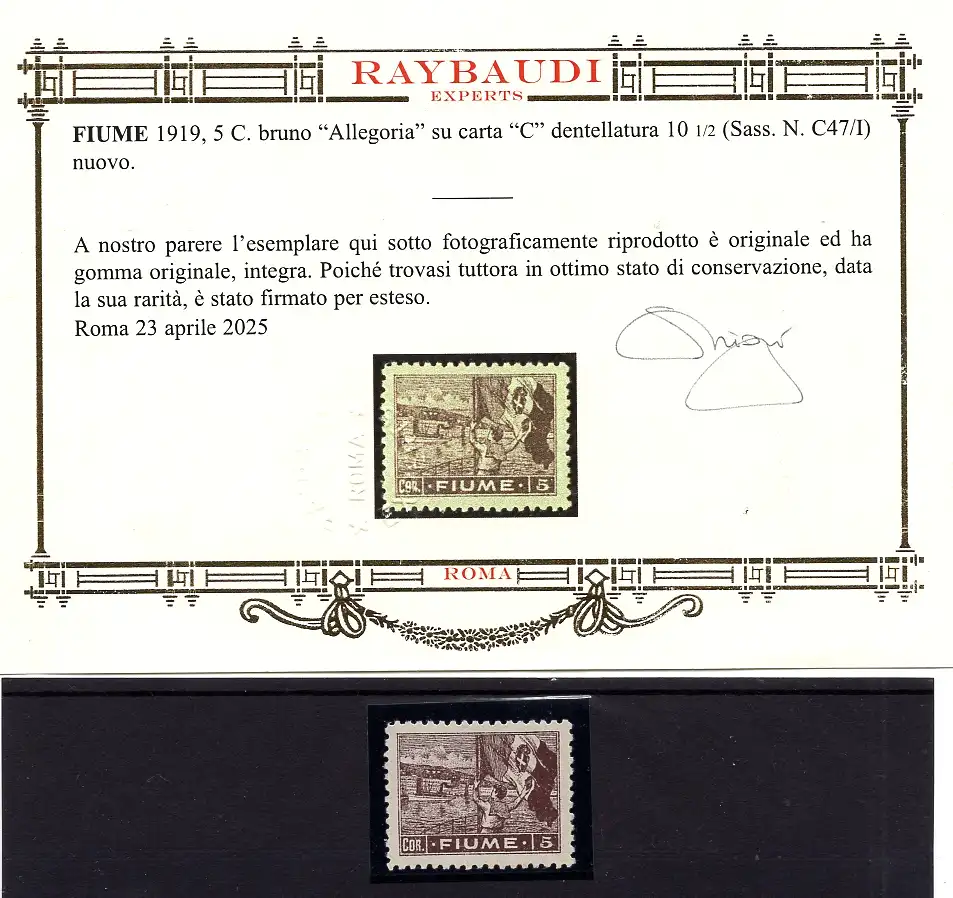 RAYBAUDI
EXPERTS
FIUME 1919, 5 C. bruno “Allegoria” su carta “C” dentellatura 10 1/2 (Sass. N. C47/I)
nuovo.
A nostro parere l’esemplare qui sotto fotograficamente riprodotto è originale ed ha
gomma originale, integra. Poiché trovasi tuttora in ottimo stato di conservazione, data
la sua rarità, è stato firmato per esteso.
Roma 23 aprile 2025
ROMA
COR. · FIUME · 5
ROMA
COR. · FIUME · 5